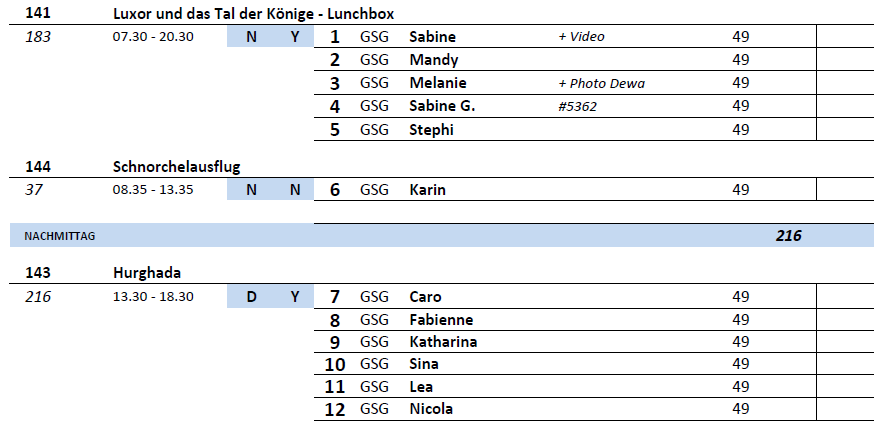 141 Luxor und das Tal der Könige - Lunchbox
183 07.30 - 20.30 N Y 1 GSG Sabine + Video 49
2 GSG Mandy 49
3 GSG Melanie + Photo Dewa 49
4 GSG Sabine G. #5362 49
5 GSG Stephi 49
144 Schnorchelausflug
37 08.35 - 13.35 N N 6 GSG Karin 49
NACHMITTAG 216
143 Hurghada
216 13.30 - 18.30 D Y 7 GSG Caro 49
8 GSG Fabienne 49
9 GSG Katharina 49
10 GSG Sina 49
11 GSG Lea 49
12 GSG Nicola 49